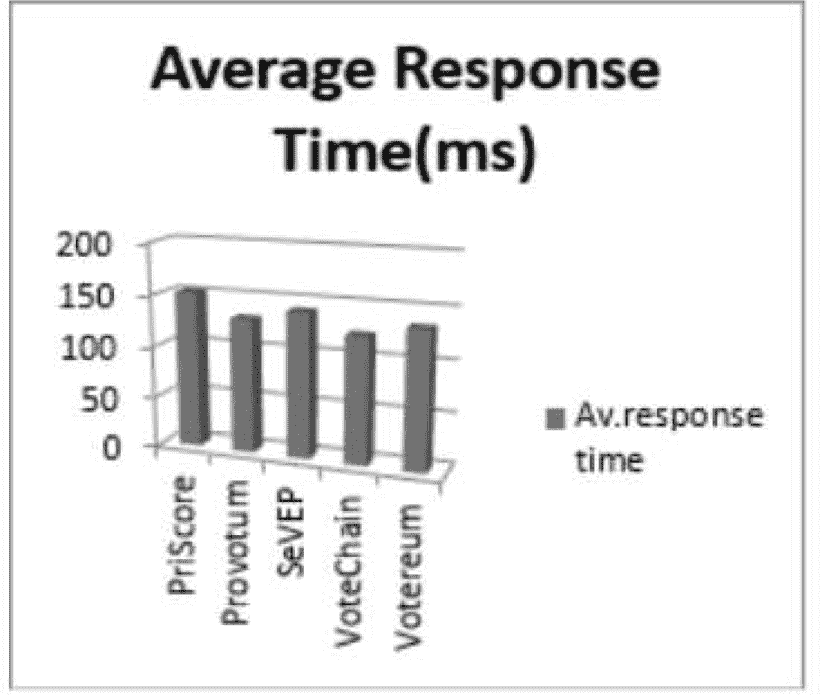 Average Response
Time(ms)
200
150
100
50
0
PriScore
Provotum
SeVEP
VoteChain
Votereum
Av.response
time